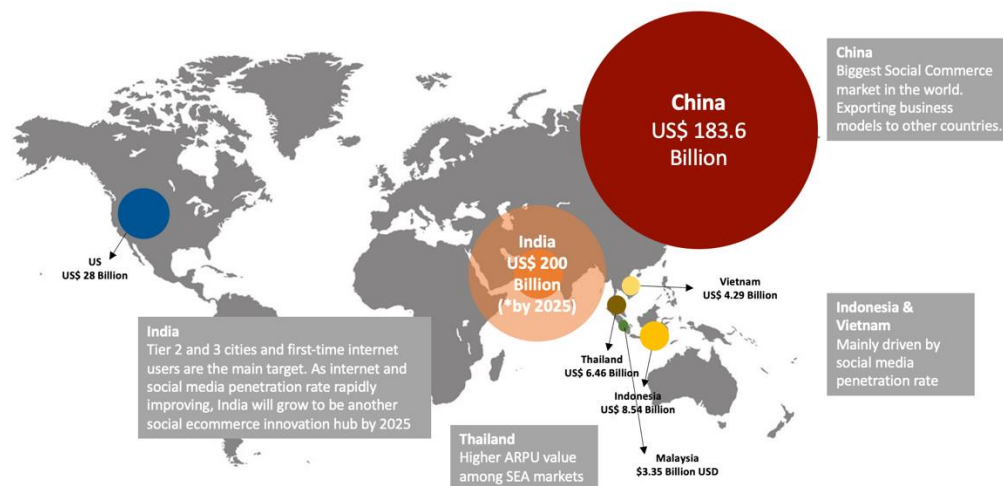 China
US$ 183.6
Billion
China
Biggest Social Commerce
market in the world.
Exporting business
models to other countries.
India
US$ 200
Billion
(*by 2025)
US
US$ 28 Billion
Vietnam
US$ 4.29 Billion
Thailand
US$ 6.46 Billion
Indonesia
US$ 8.54 Billion
Malaysia
$3.35 Billion USD
Indonesia &
Vietnam
Mainly driven by
social media
penetration rate
India
Tier 2 and 3 cities and first-time internet
users are the main target. As internet and
social media penetration rate rapidly
improving, India will grow to be another
social ecommerce innovation hub by 2025
Thailand
Higher ARPU value
among SEA markets